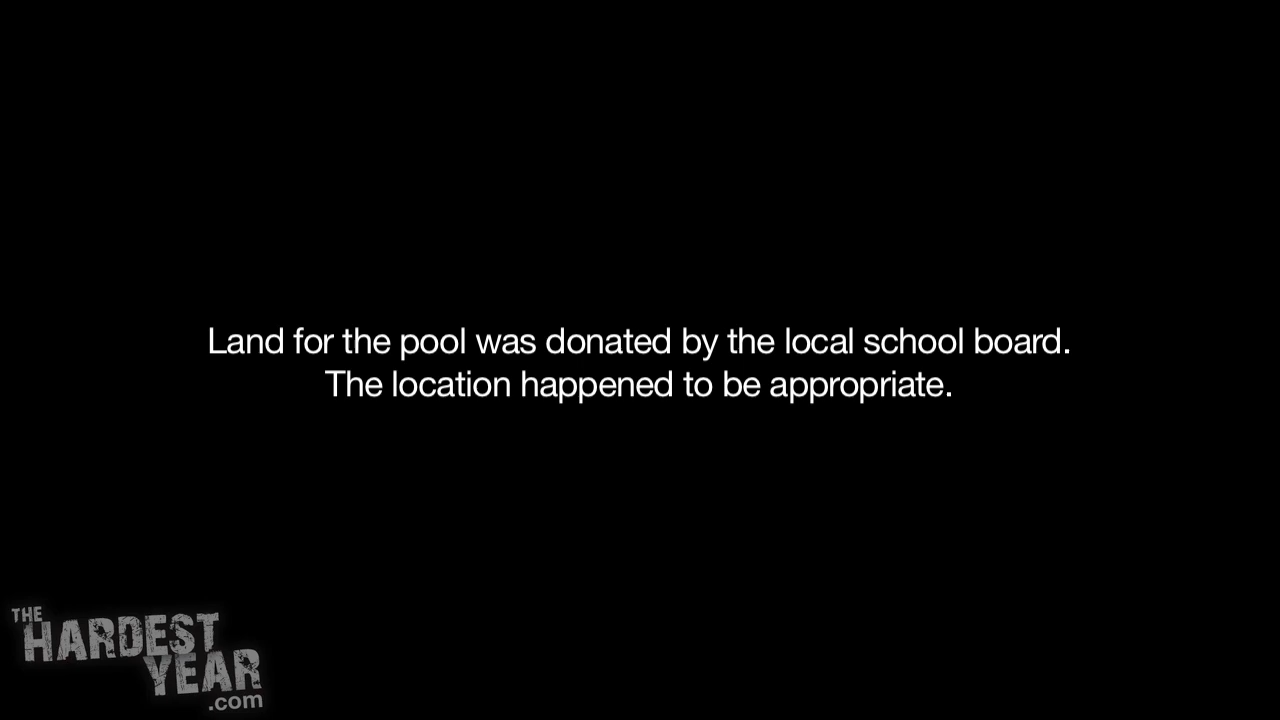 Land for the pool was donated by the local school board.
The location happened to be appropriate.
THE
HARDEST
YEAR
.com